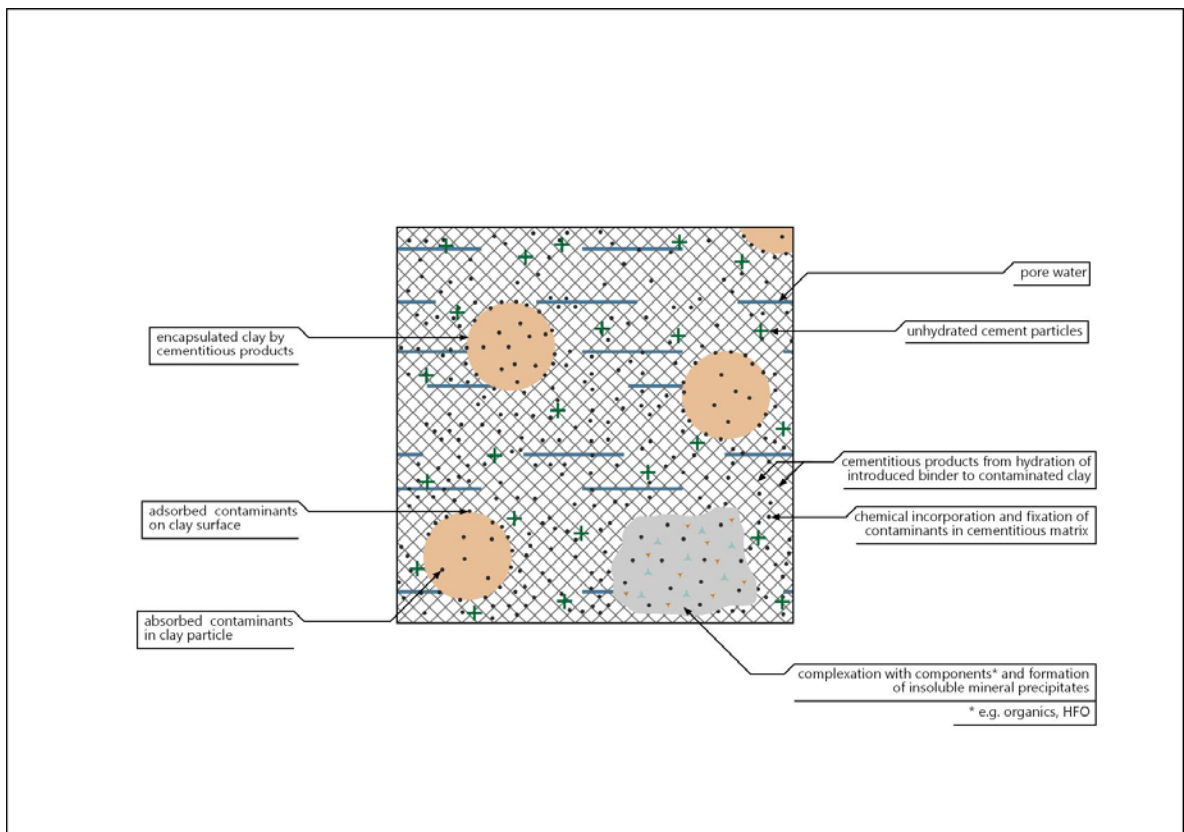 pore water
unhydrated cement particles
encapsulated clay by
cementitious products
cementitious products from hydration of
introduced binder to contaminated clay
adsorbed contaminants
on clay surface
chemical incorporation and fixation of
contaminants in cementitious matrix
absorbed contaminants
in clay particle
complexation with components* and formation
of insoluble mineral precipitates
* e.g. organics, HFO